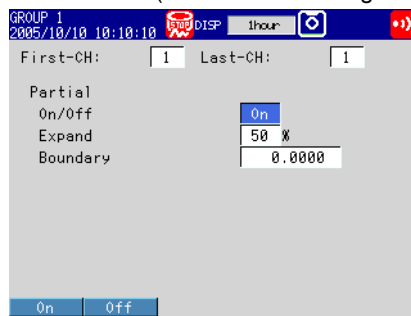 GROUP 1
2005/10/10 10:10:10 STOP DISP 1hour
First-CH: 1 Last-CH: 1
Partial
On/Off On
Expand 50 %
Boundary 0.0000
On Off